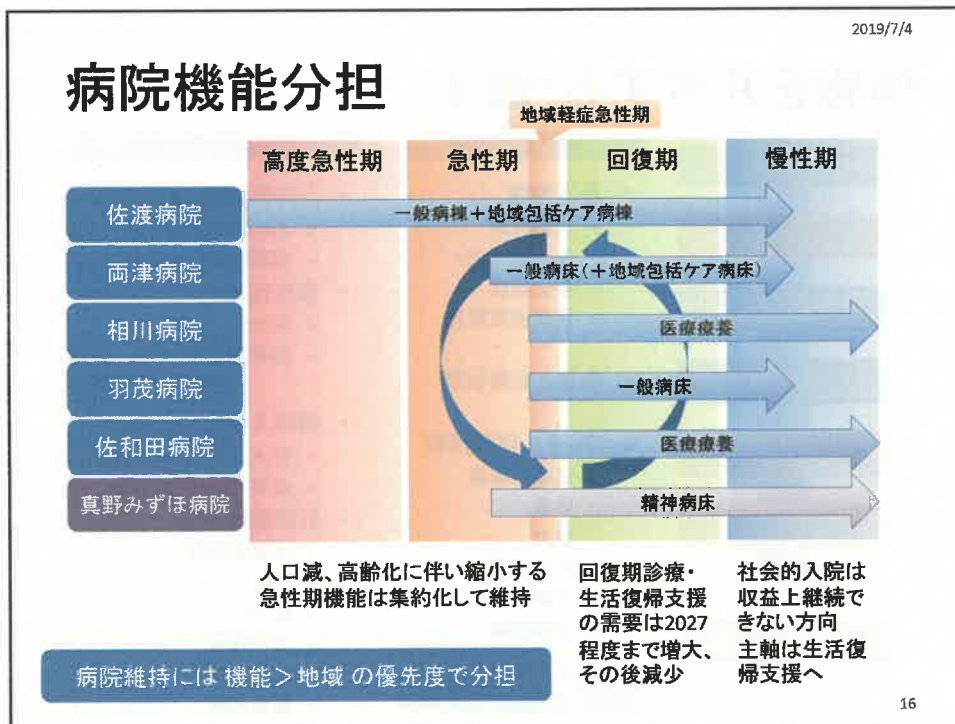 2019/7/4
病院機能分担
地域軽症急性期
高度急性期
急性期
回復期
慢性期
佐渡病院
一般病棟＋地域包括ケア病棟
両津病院
一般病床(＋地域包括ケア病床)
相川病院
医療療養
羽茂病院
一般病床
佐和田病院
医療療養
真野みずほ病院
精神病床
人口減、高齢化に伴い縮小する
急性期機能は集約化して維持
回復期診療・
生活復帰支援
の需要は2027
程度まで増大、
その後減少
社会的入院は
収益上継続で
きない方向
主軸は生活復
帰支援へ
病院維持には 機能＞地域 の優先度で分担
16